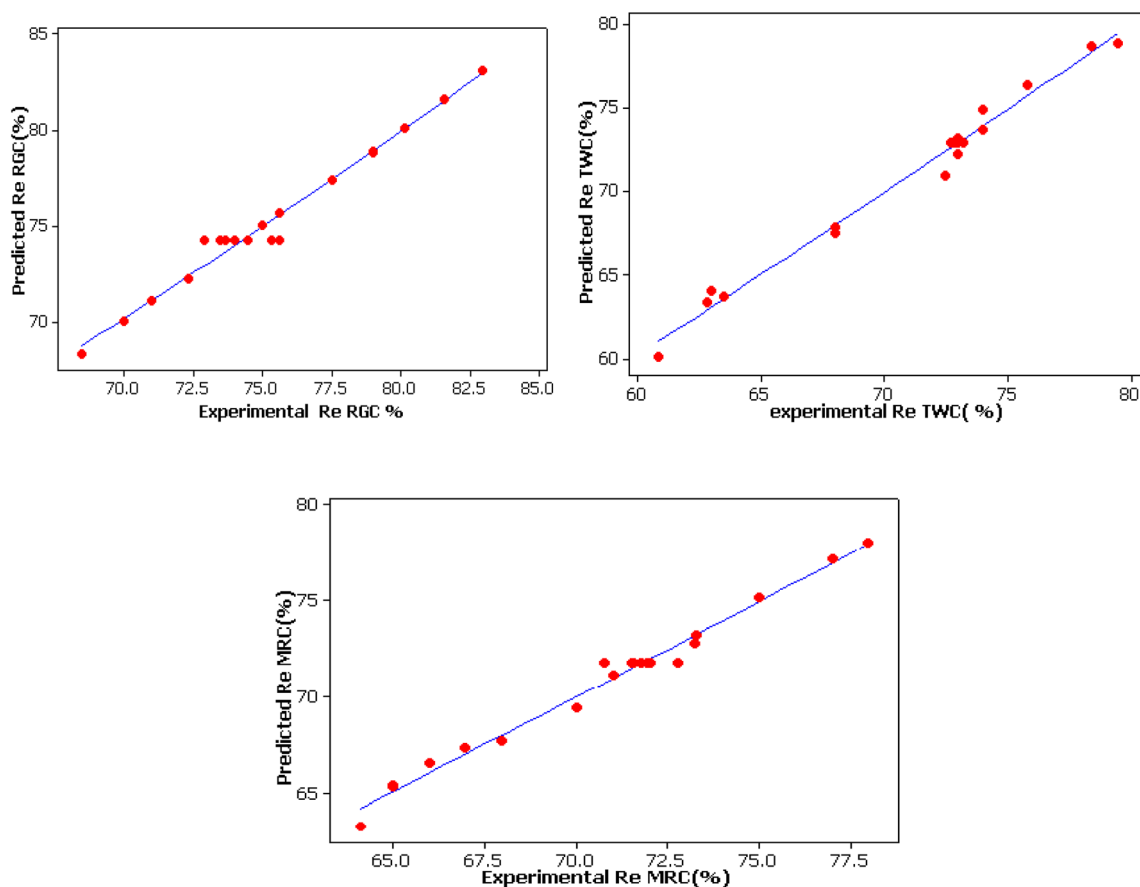 Predicted Re RGC(%)
85
80
75
70
70.0 72.5 75.0 77.5 80.0 82.5 85.0
Experimental Re RGC %
Predicted Re TWC(%)
80
75
70
65
60
60 65 70 75 80
experimental Re TWC( %)
Predicted Re MRC(%)
80
75
70
65
65.0 67.5 70.0 72.5 75.0 77.5
Experimental Re MRC(%)